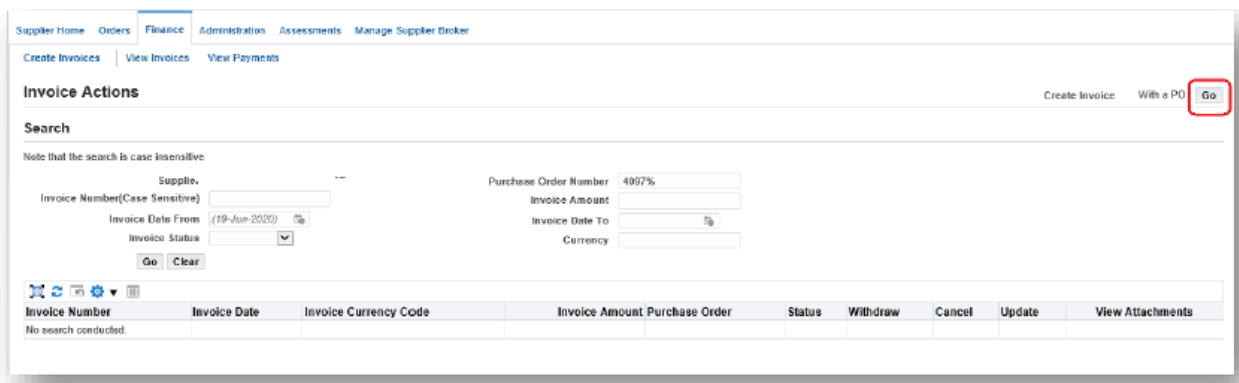 Supplier Home Orders Finance Administration Assessments Manage Supplier Broker
Create Invoices View Invoices View Payments
Invoice Actions
Create Invoice With a PO Go
Search
Note that the search is case insensitive
Supplie. Purchase Order Number 4097%
Invoice Number(Case Sensitive) Invoice Amount
Invoice Date From (19-Jun-2020) Invoice Date To
Invoice Status Currency
Go Clear
Invoice Number Invoice Date Invoice Currency Code Invoice Amount Purchase Order Status Withdraw Cancel Update View Attachments
No search conducted.